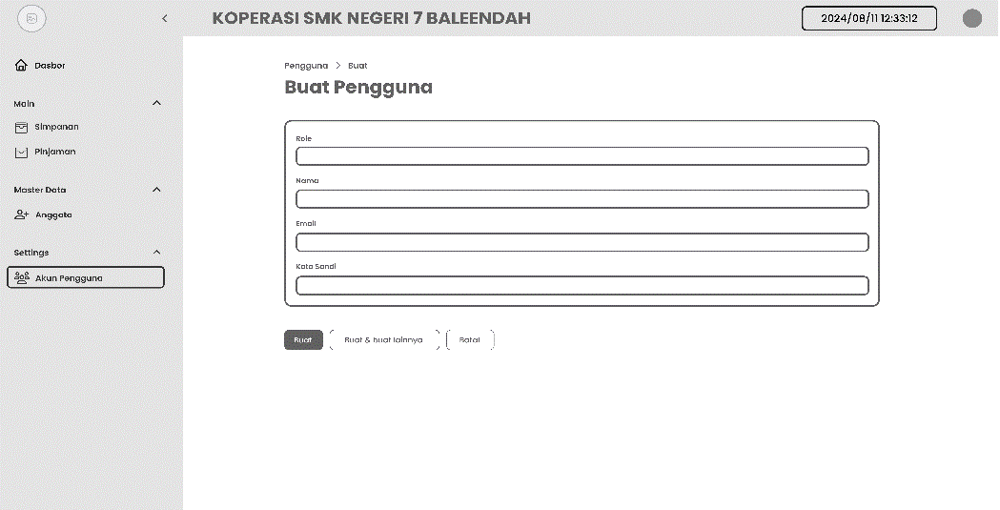 KOPERASI SMK NEGERI 7 BALEENDAH
2024/08/11 12:33:12
Dasbor
Main
Simpanan
Pinjaman
Master Data
Anggota
Settings
Akun Pengguna
Pengguna > Buat
Buat Pengguna
Role
Nama
Email
Kata Sandi
Buat
Buat & buat lainnya
Batal